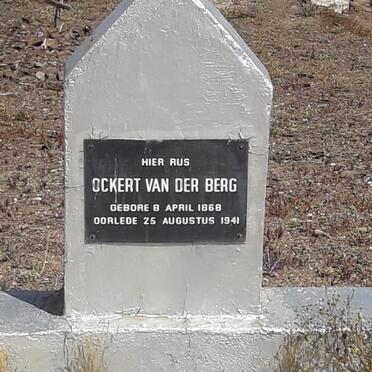 HIER RUS
OCKERT VAN DER BERG
GEBORE 8 APRIL 1868
OORLEDE 25 AUGUSTUS 1941